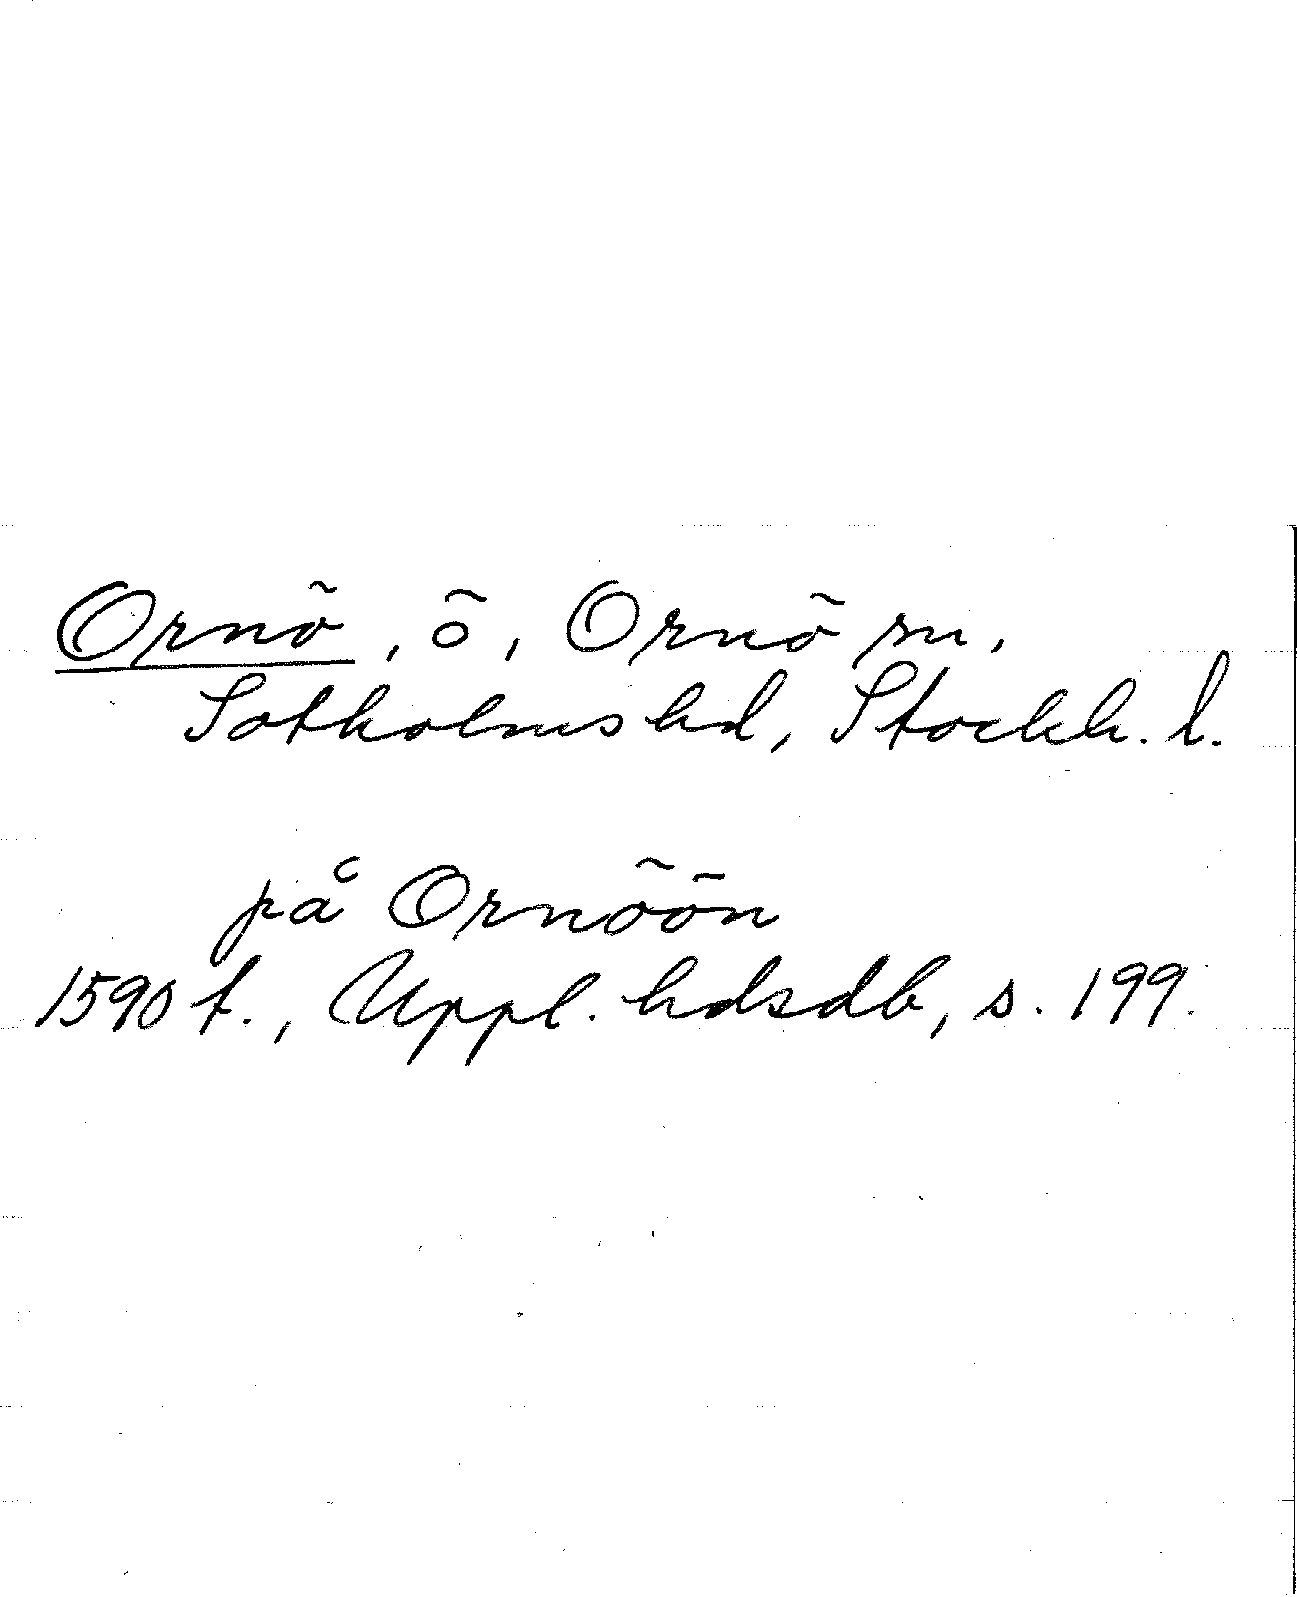 Ornö, ö, Ornö sn,
Sotholms hd, Stockh. l.
på Ornöön
1590 t., Uppl. hdsdb, s. 199.